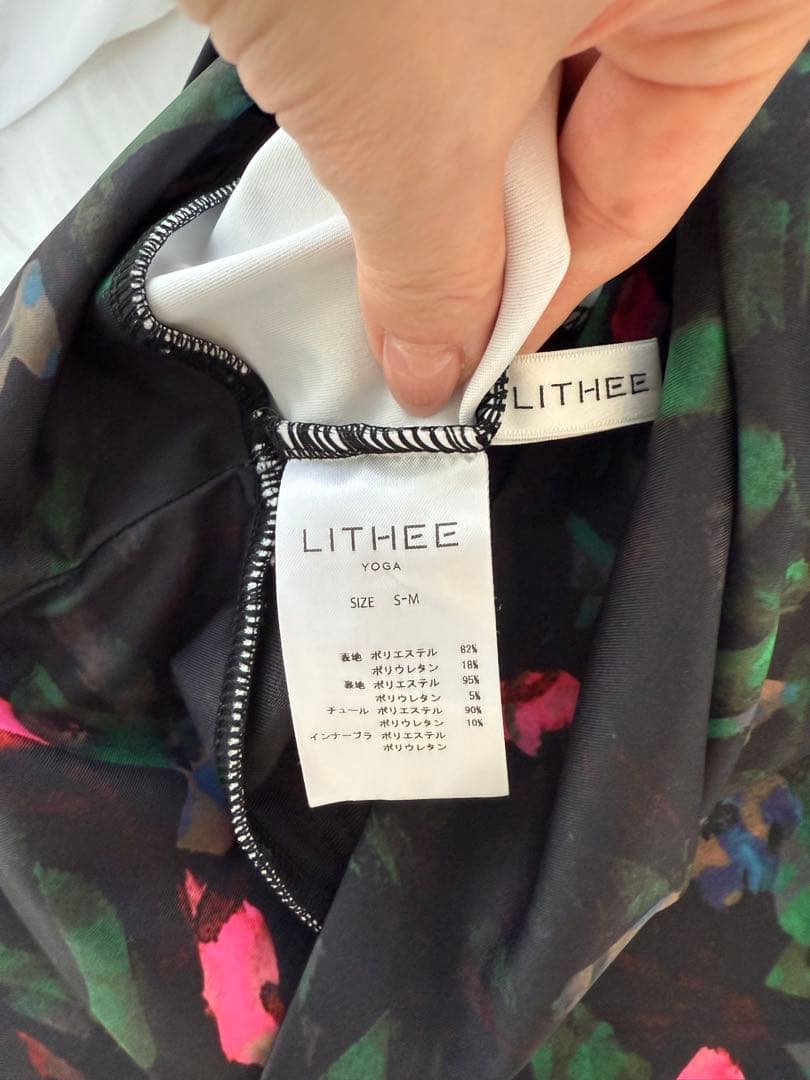 LITHEE
LITHEE
YOGA
SIZE S-M
表地 ポリエステル 82%
ポリウレタン 18%
裏地 ポリエステル 95%
ポリウレタン 5%
チュール ポリエステル 90%
ポリウレタン 10%
インナーブラ ポリエステル
ポリウレタン